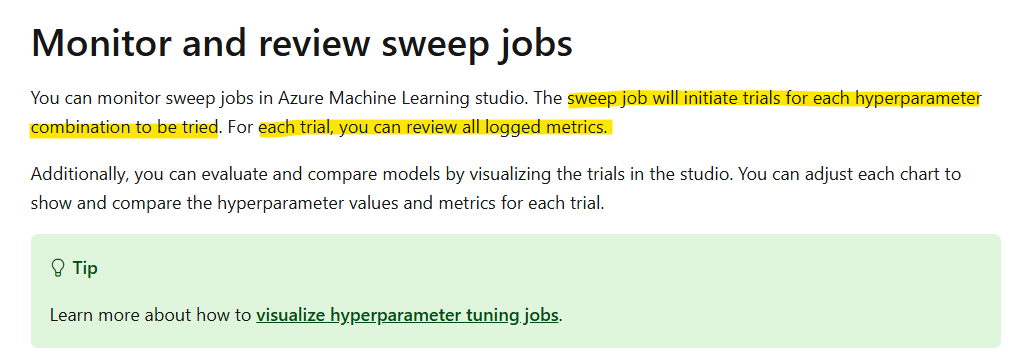 Monitor and review sweep jobs
You can monitor sweep jobs in Azure Machine Learning studio. The sweep job will initiate trials for each hyperparameter
combination to be tried. For each trial, you can review all logged metrics.
Additionally, you can evaluate and compare models by visualizing the trials in the studio. You can adjust each chart to
show and compare the hyperparameter values and metrics for each trial.
Tip
Learn more about how to visualize hyperparameter tuning jobs.